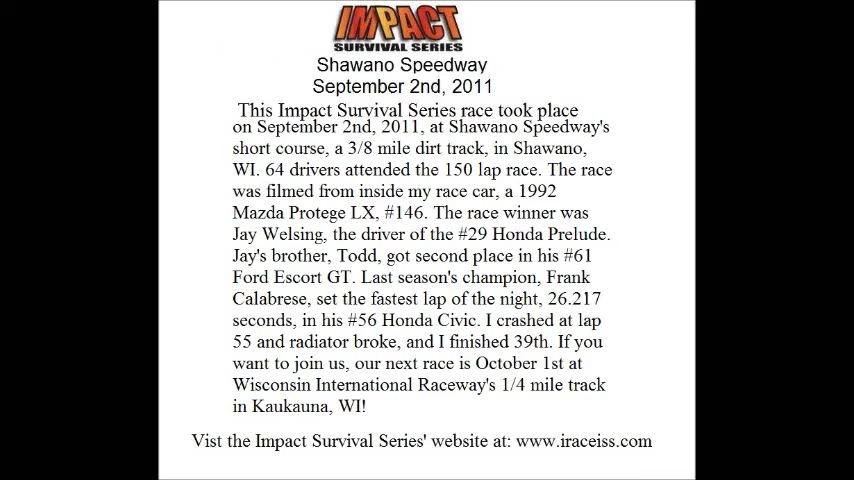 IMPACT
SURVIVAL SERIES
Shawano Speedway
September 2nd, 2011
This Impact Survival Series race took place
on September 2nd, 2011, at Shawano Speedway's
short course, a 3/8 mile dirt track, in Shawano,
WI. 64 drivers attended the 150 lap race. The race
was filmed from inside my race car, a 1992
Mazda Protege LX, #146. The race winner was
Jay Welsing, the driver of the #29 Honda Prelude.
Jay's brother, Todd, got second place in his #61
Ford Escort GT. Last season's champion, Frank
Calabrese, set the fastest lap of the night, 26.217
seconds, in his #56 Honda Civic. I crashed at lap
55 and radiator broke, and I finished 39th. If you
want to join us, our next race is October 1st at
Wisconsin International Raceway's 1/4 mile track
in Kaukauna, WI!
Vist the Impact Survival Series' website at: www.iraceiss.com